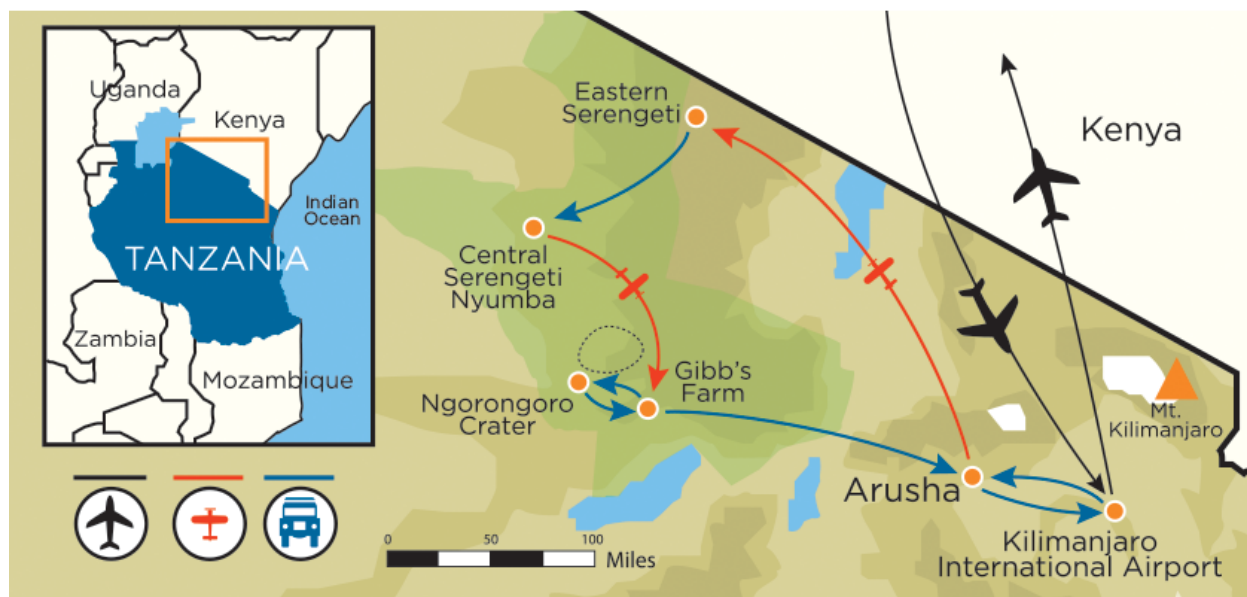 Uganda
Kenya
Indian
Ocean
TANZANIA
Zambia
Mozambique
Eastern
Serengeti
Kenya
Central
Serengeti
Nyumba
Gibb's
Farm
Ngorongoro
Crater
Mt.
Kilimanjaro
Arusha
Kilimanjaro
International Airport
0 50 100
Miles